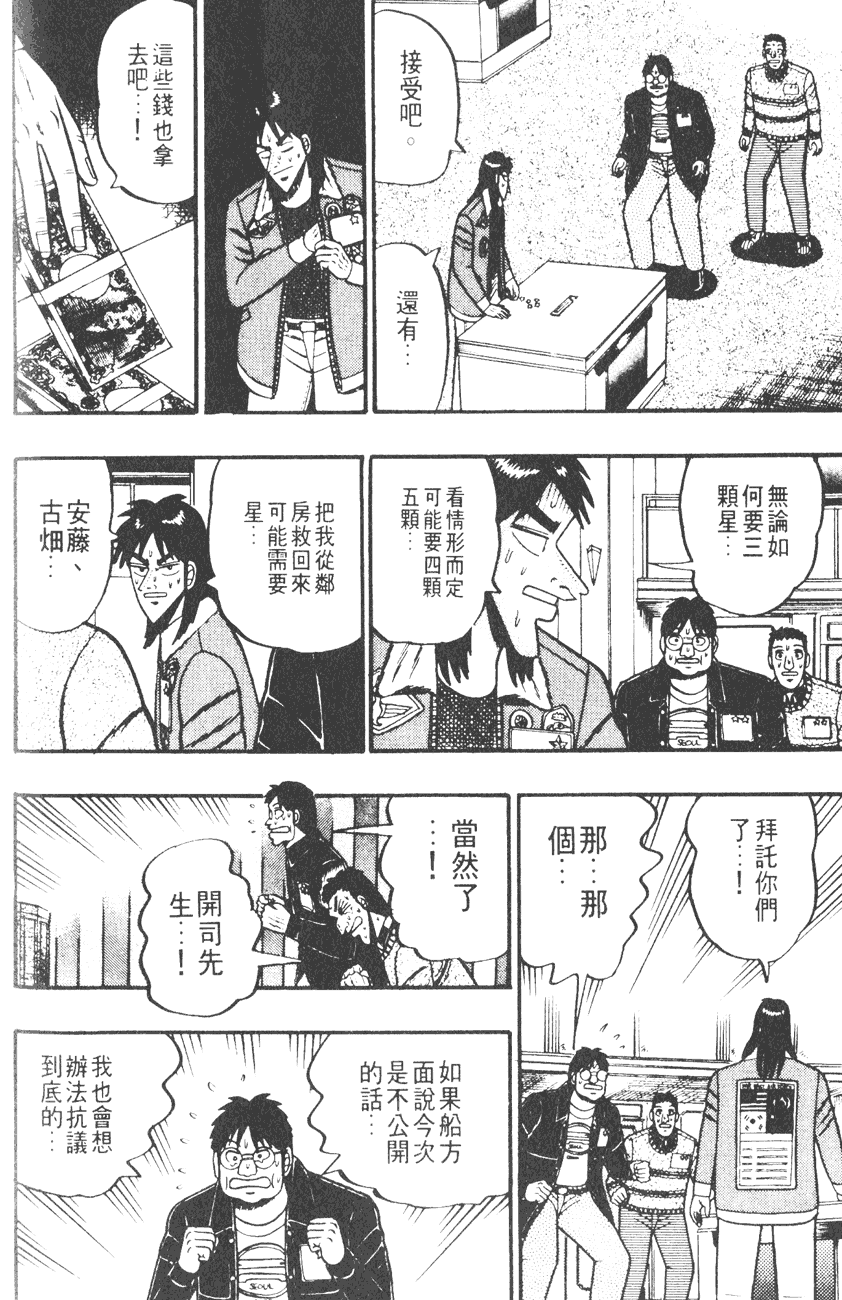 接受吧。
還有…
這些錢也拿
去吧…！
無論如
何要三
顆星…
看情形而定
可能要四顆
五顆…
把我從鄰
房救回來
可能需要
星…
安藤、
古畑…
SEOUL
拜託你們
了…！
那…那
個…
當然了
…！
開司先
生…！
如果船方
面說今次
是不公開
的話…
我也會想
辦法抗議
到底的…
SEOUL